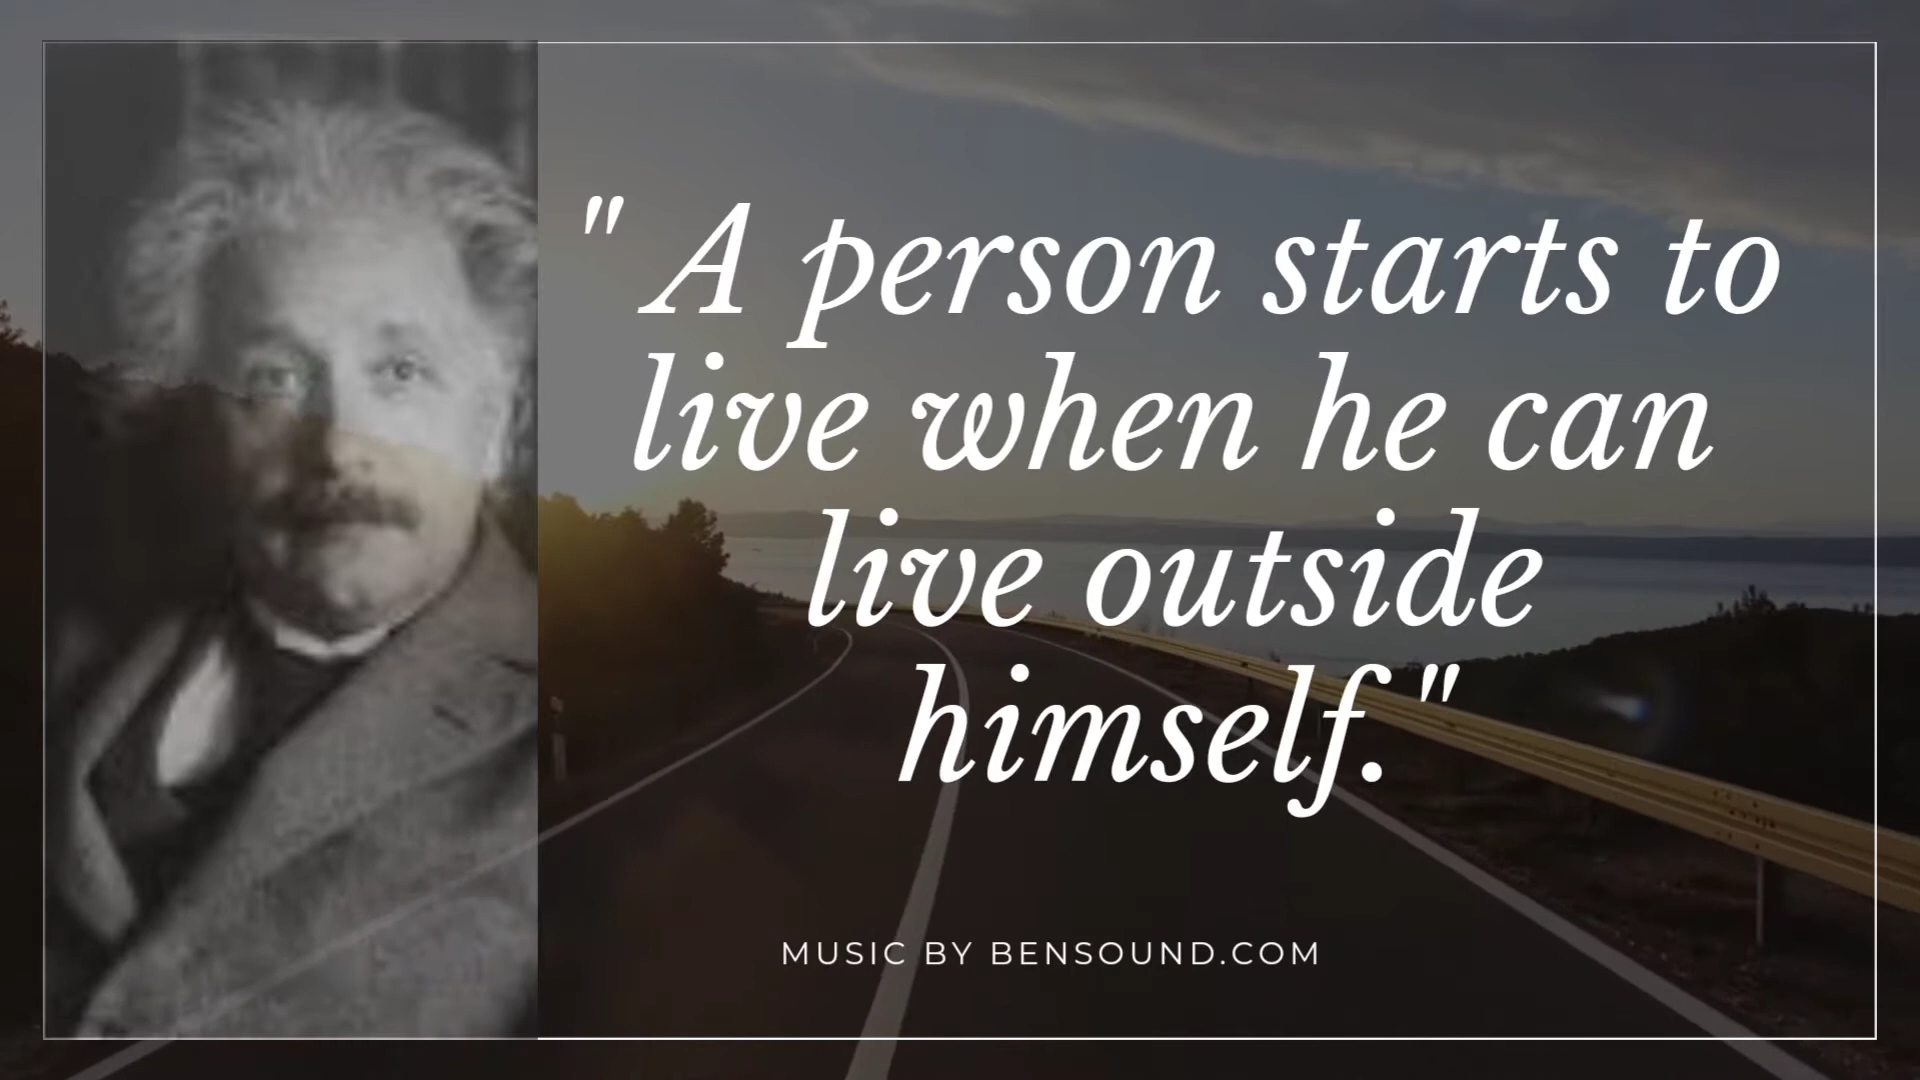 " A person starts to
live when he can
live outside
himself."
MUSIC BY BENSOUND.COM